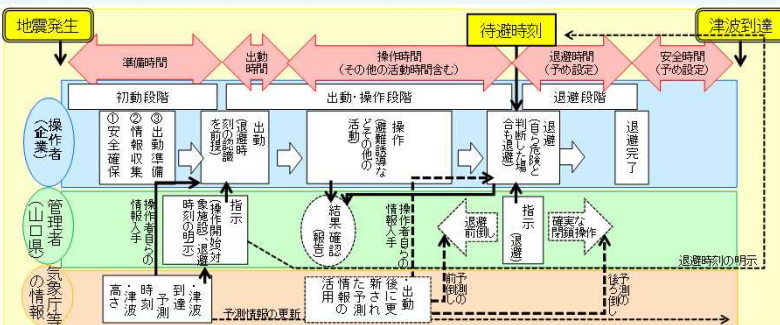 地震発生
待避時刻
津波到達
準備時間
出動
時間
操作時間
(その他の活動時間含む)
退避時間
(予め設定)
安全時間
(予め設定)
初動段階
出動・操作段階
退避段階
操作者
(企業)
①安全確保
②情報収集
③出動準備
出動
(退避時
刻の認識
を前提)
操作
(避難誘導な
どその他の
活動)
退避
(自ら危険と
判断した場
合も退避)
退避完了
管理者
(山口県)
操作者自らの
情報入手
指示
(操作開始(対
象施設)、退避
時刻の明示)
結果確認
(報告)
操作者自らの
情報入手
退避
前倒し
指示
(退避)
確実な
閉鎖操作
退避時刻の明示
気象庁等
の情報
・津波
到達
予測
時刻
・津波
高さ
予測情報の更新
・出動
後に更
新され
た予測
情報の
活用
予測の
前倒し
予測の
後ろ倒し